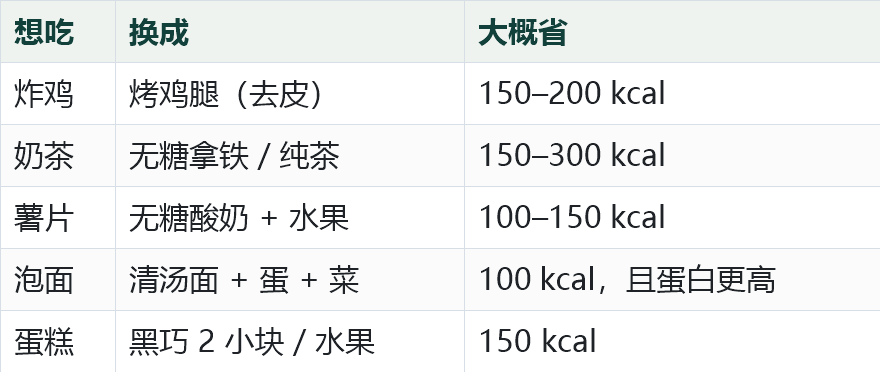 想吃 换成 大概省
炸鸡 烤鸡腿（去皮） 150–200 kcal
奶茶 无糖拿铁 / 纯茶 150–300 kcal
薯片 无糖酸奶 + 水果 100–150 kcal
泡面 清汤面 + 蛋 + 菜 100 kcal，且蛋白更高
蛋糕 黑巧 2 小块 / 水果 150 kcal